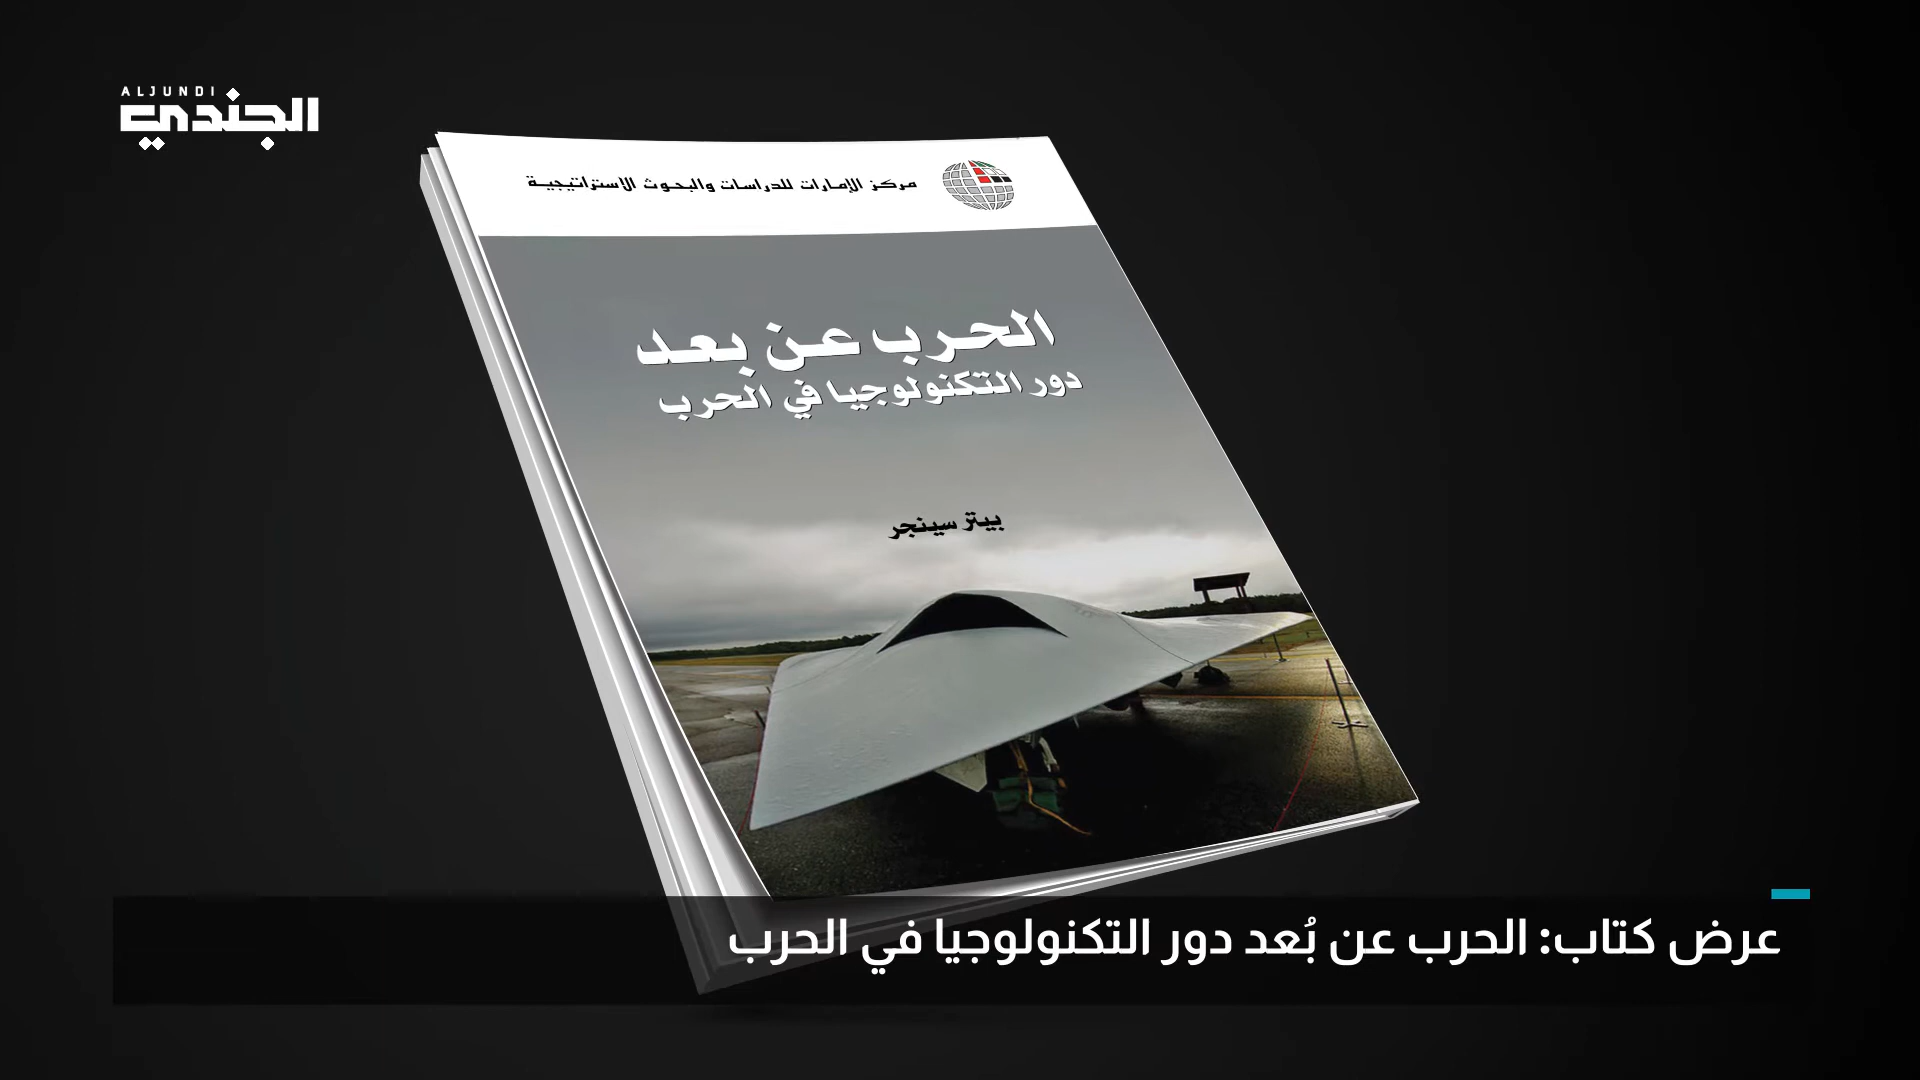 ALJUNDI
الجندي
مركز الإمارات للدراسات والبحوث الاستراتيجية
الحرب عن بعد
دور التكنولوجيا في الحرب
بيتر سينجر
عرض كتاب: الحرب عن بُعد دور التكنولوجيا في الحرب